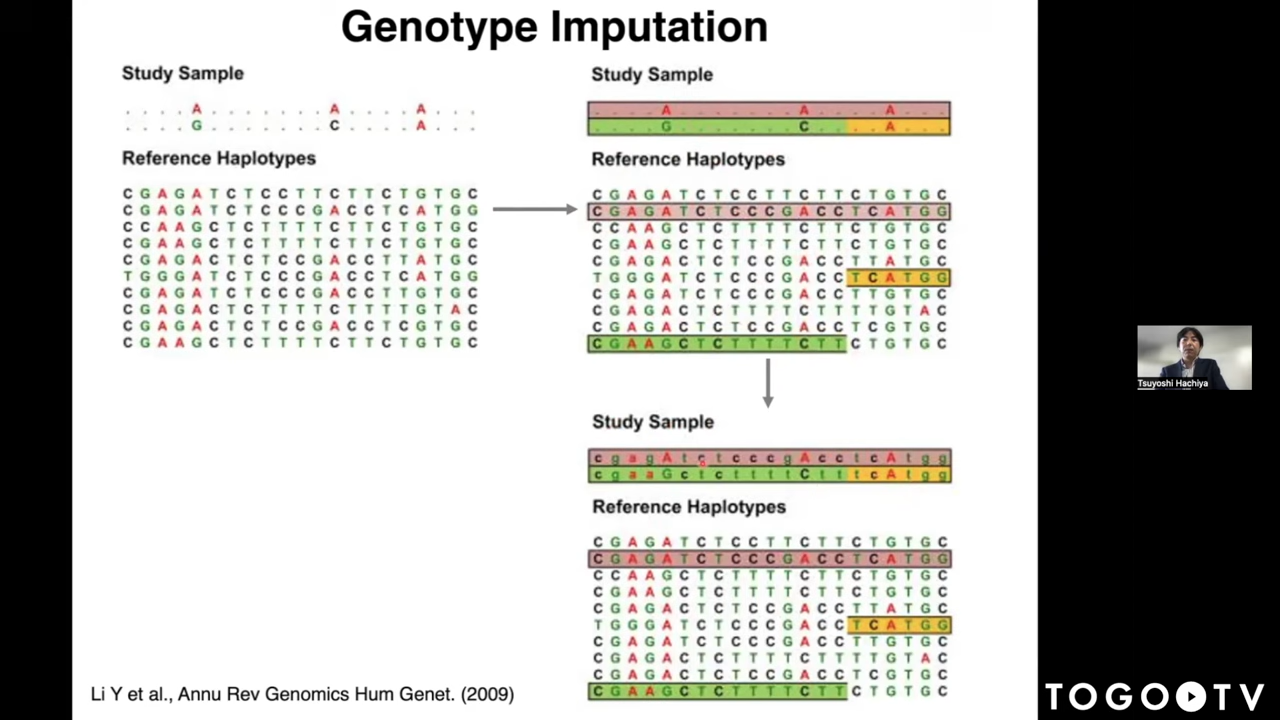 Genotype Imputation
Study Sample
. . . . A . . . . . . . A . . . . A . . .
. . . . G . . . . . . . C . . . . A . . .
Reference Haplotypes
C G A G A T C T C C T T C T T C T G T G C
C G A G A T C T C C C G A C C T C A T G G
C C A A G C T C T T T T C T T C T G T G C
C G A A G C T C T T T T C T T C T G T G C
C G A G A C T C T C C G A C C T T A T G C
T G G G A T C T C C C G A C C T C A T G G
C G A G A T C T C C C G A C C T T G T G C
C G A G A C T C T T T T C T T T T G T A C
C G A G A C T C T C C G A C C T C G T G C
C G A A G C T C T T T T C T T C T G T G C
Study Sample
. . . . A . . . . . . . A . . . . A . . .
. . . . G . . . . . . . C . . . . A . . .
Reference Haplotypes
C G A G A T C T C C T T C T T C T G T G C
C G A G A T C T C C C G A C C T C A T G G
C C A A G C T C T T T T C T T C T G T G C
C G A A G C T C T T T T C T T C T G T G C
C G A G A C T C T C C G A C C T T A T G C
T G G G A T C T C C C G A C C T C A T G G
C G A G A T C T C C C G A C C T T G T G C
C G A G A C T C T T T T C T T T T G T A C
C G A G A C T C T C C G A C C T C G T G C
C G A A G C T C T T T T C T T C T G T G C
Study Sample
c g a g A t c t c c c g A c c t c A t g g
c g a a G c t c t t t t C t t t c A t g g
Reference Haplotypes
C G A G A T C T C C T T C T T C T G T G C
C G A G A T C T C C C G A C C T C A T G G
C C A A G C T C T T T T C T T C T G T G C
C G A A G C T C T T T T C T T C T G T G C
C G A G A C T C T C C G A C C T T A T G C
T G G G A T C T C C C G A C C T C A T G G
C G A G A T C T C C C G A C C T T G T G C
C G A G A C T C T T T T C T T T T G T A C
C G A G A C T C T C C G A C C T C G T G C
C G A A G C T C T T T T C T T C T G T G C
Li Y et al., Annu Rev Genomics Hum Genet. (2009)
Tsuyoshi Hachiya
TOGO TV